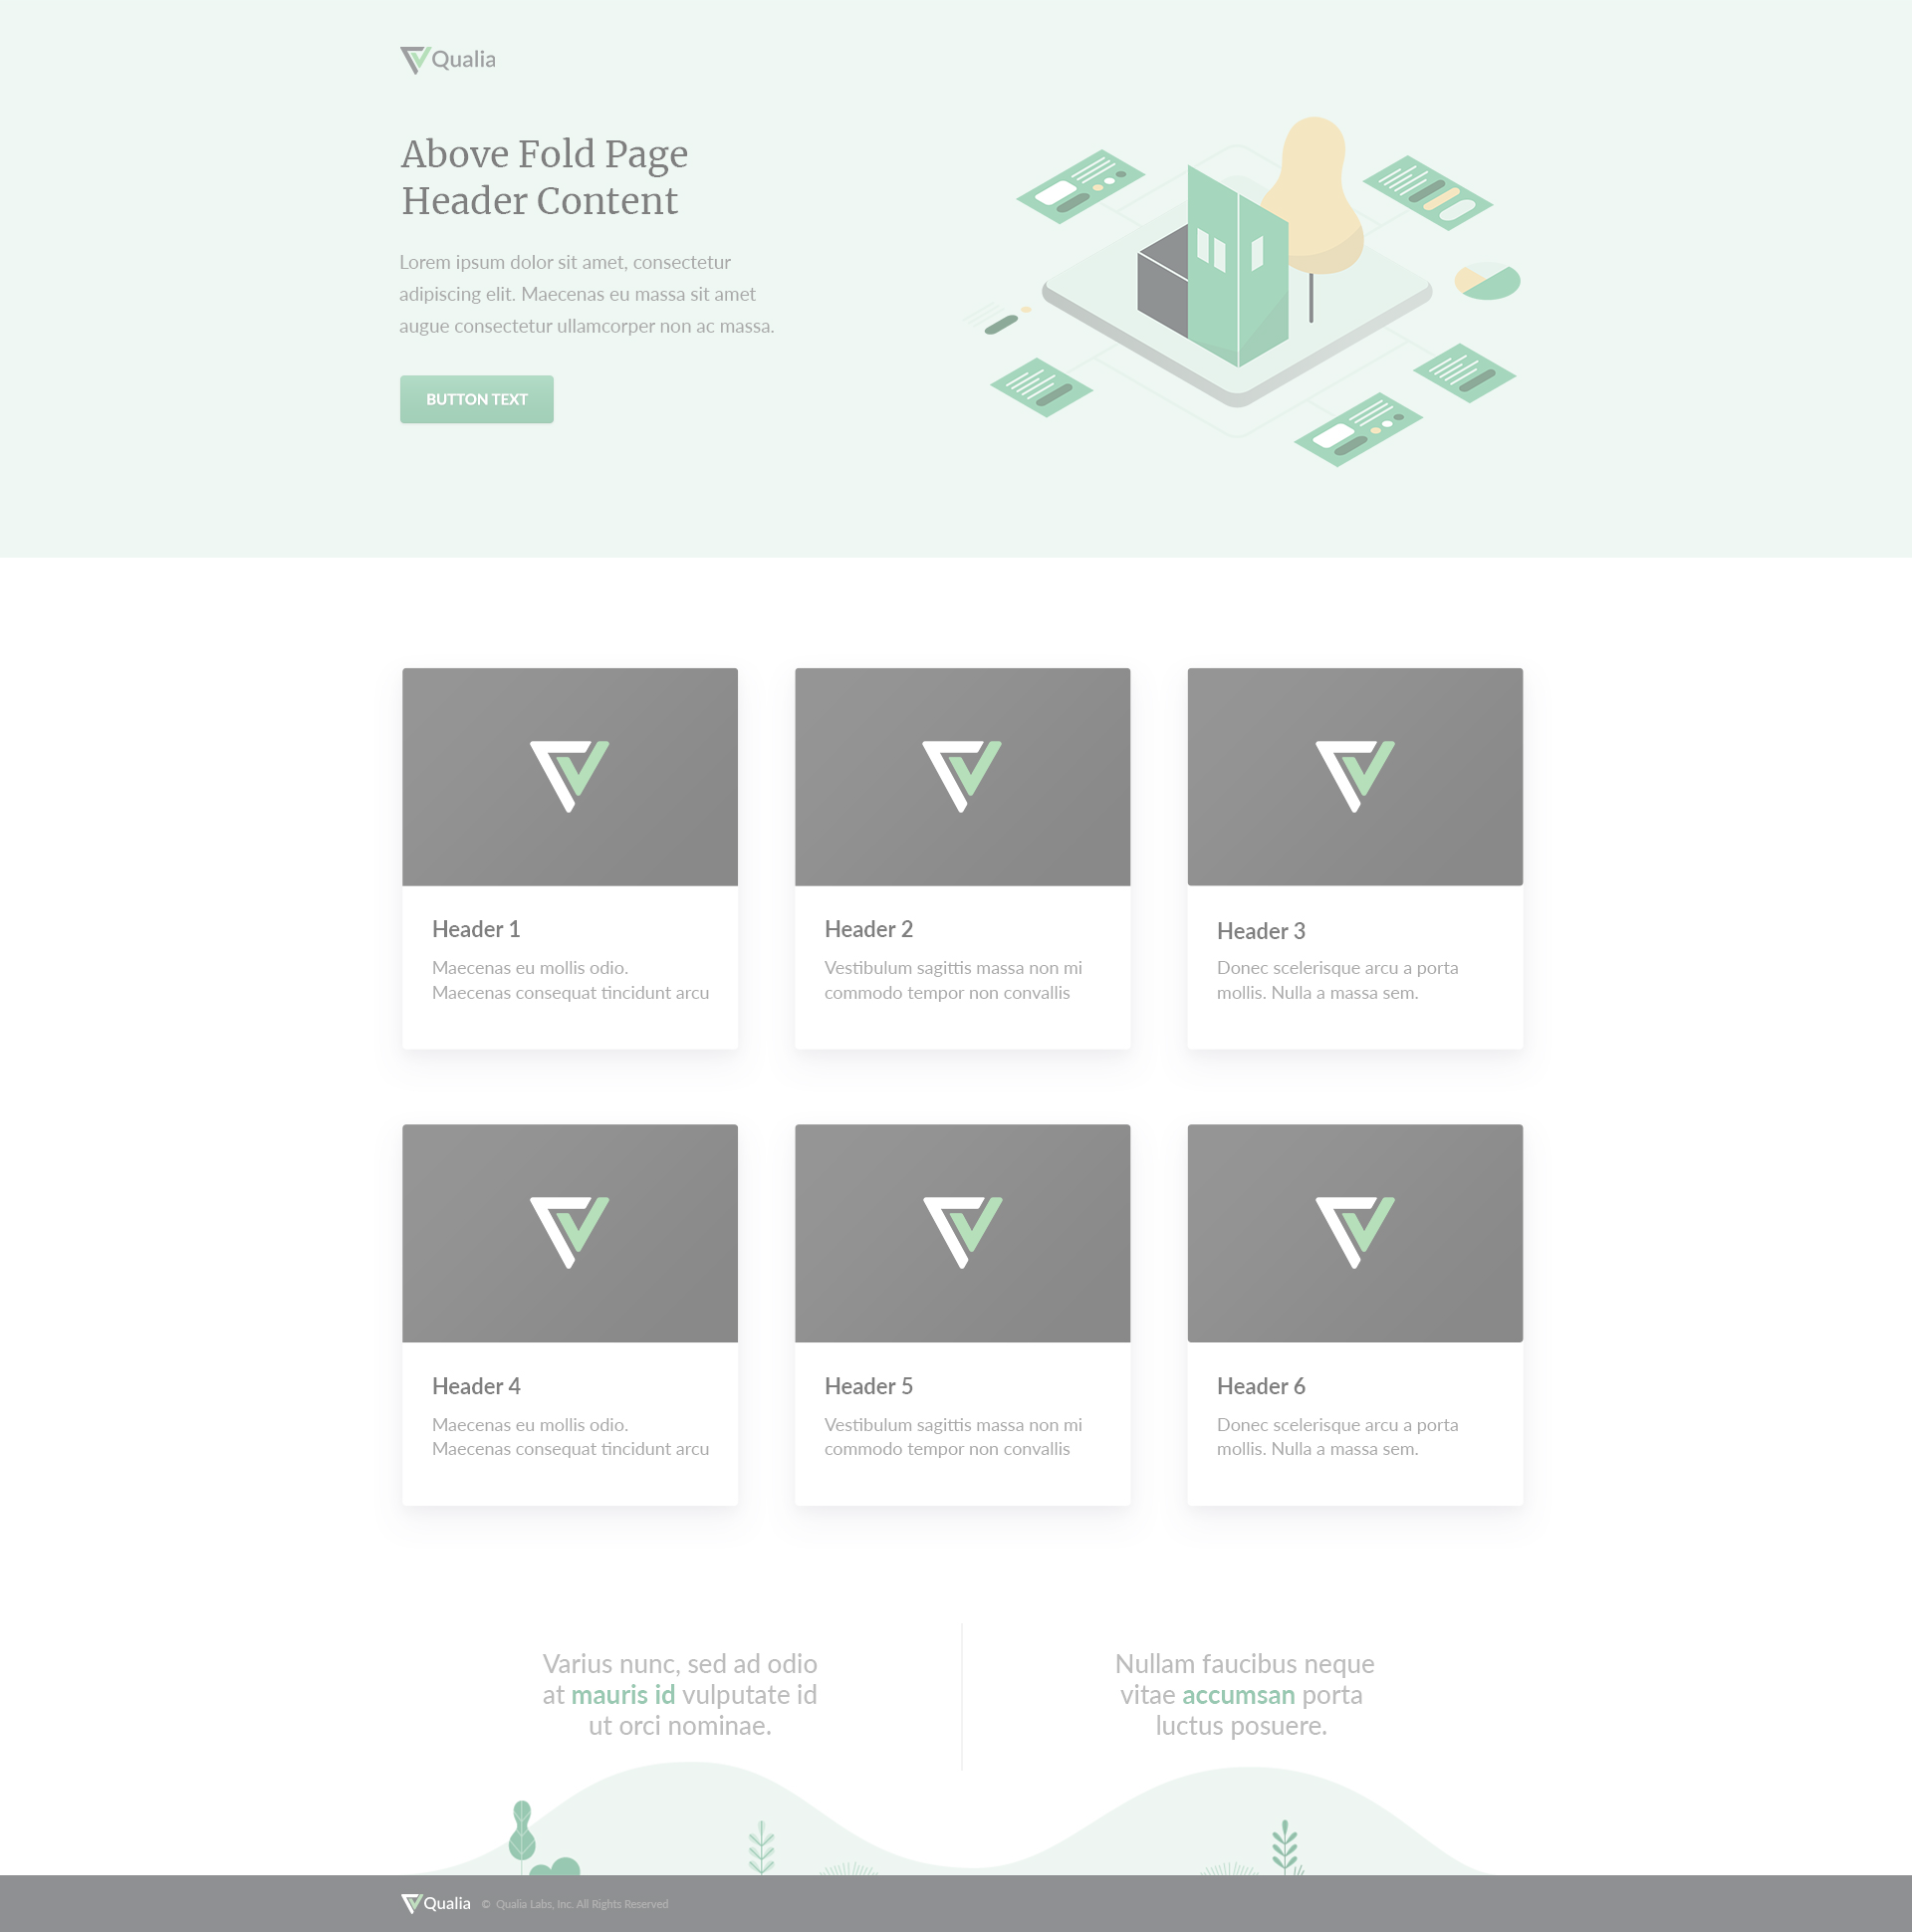 Qualia
Above Fold Page
Header Content
Lorem ipsum dolor sit amet, consectetur
adipiscing elit. Maecenas eu massa sit amet
augue consectetur ullamcorper non ac massa.
BUTTON TEXT
Header 1
Maecenas eu mollis odio.
Maecenas consequat tincidunt arcu
Header 2
Vestibulum sagittis massa non mi
commodo tempor non convallis
Header 3
Donec scelerisque arcu a porta
mollis. Nulla a massa sem.
Header 4
Maecenas eu mollis odio.
Maecenas consequat tincidunt arcu
Header 5
Vestibulum sagittis massa non mi
commodo tempor non convallis
Header 6
Donec scelerisque arcu a porta
mollis. Nulla a massa sem.
Varius nunc, sed ad odio
at mauris id vulputate id
ut orci nominae.
Nullam faucibus neque
vitae accumsan porta
luctus posuere.
Qualia © Qualia Labs, Inc. All Rights Reserved